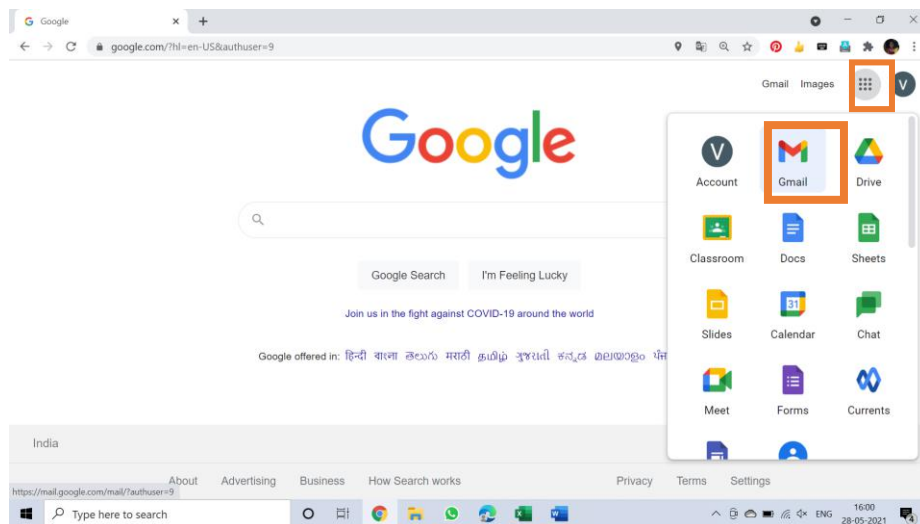 Google
google.com/?hl=en-US&authuser=9
Gmail Images
V
Google
V
Account Gmail Drive
Classroom Docs Sheets
Google Search I'm Feeling Lucky
31
Join us in the fight against COVID-19 around the world
Slides Calendar Chat
Google offered in: हिन्दी বাংলা తెలుగు मराठी தமிழ் ગુજરાતી ಕನ್ನಡ മലയാളം
Meet Forms Currents
India
About Advertising Business How Search works Privacy Terms Settings
https://mail.google.com/mail/?authuser=9
Type here to search
ENG
16:00
28-05-2021
4